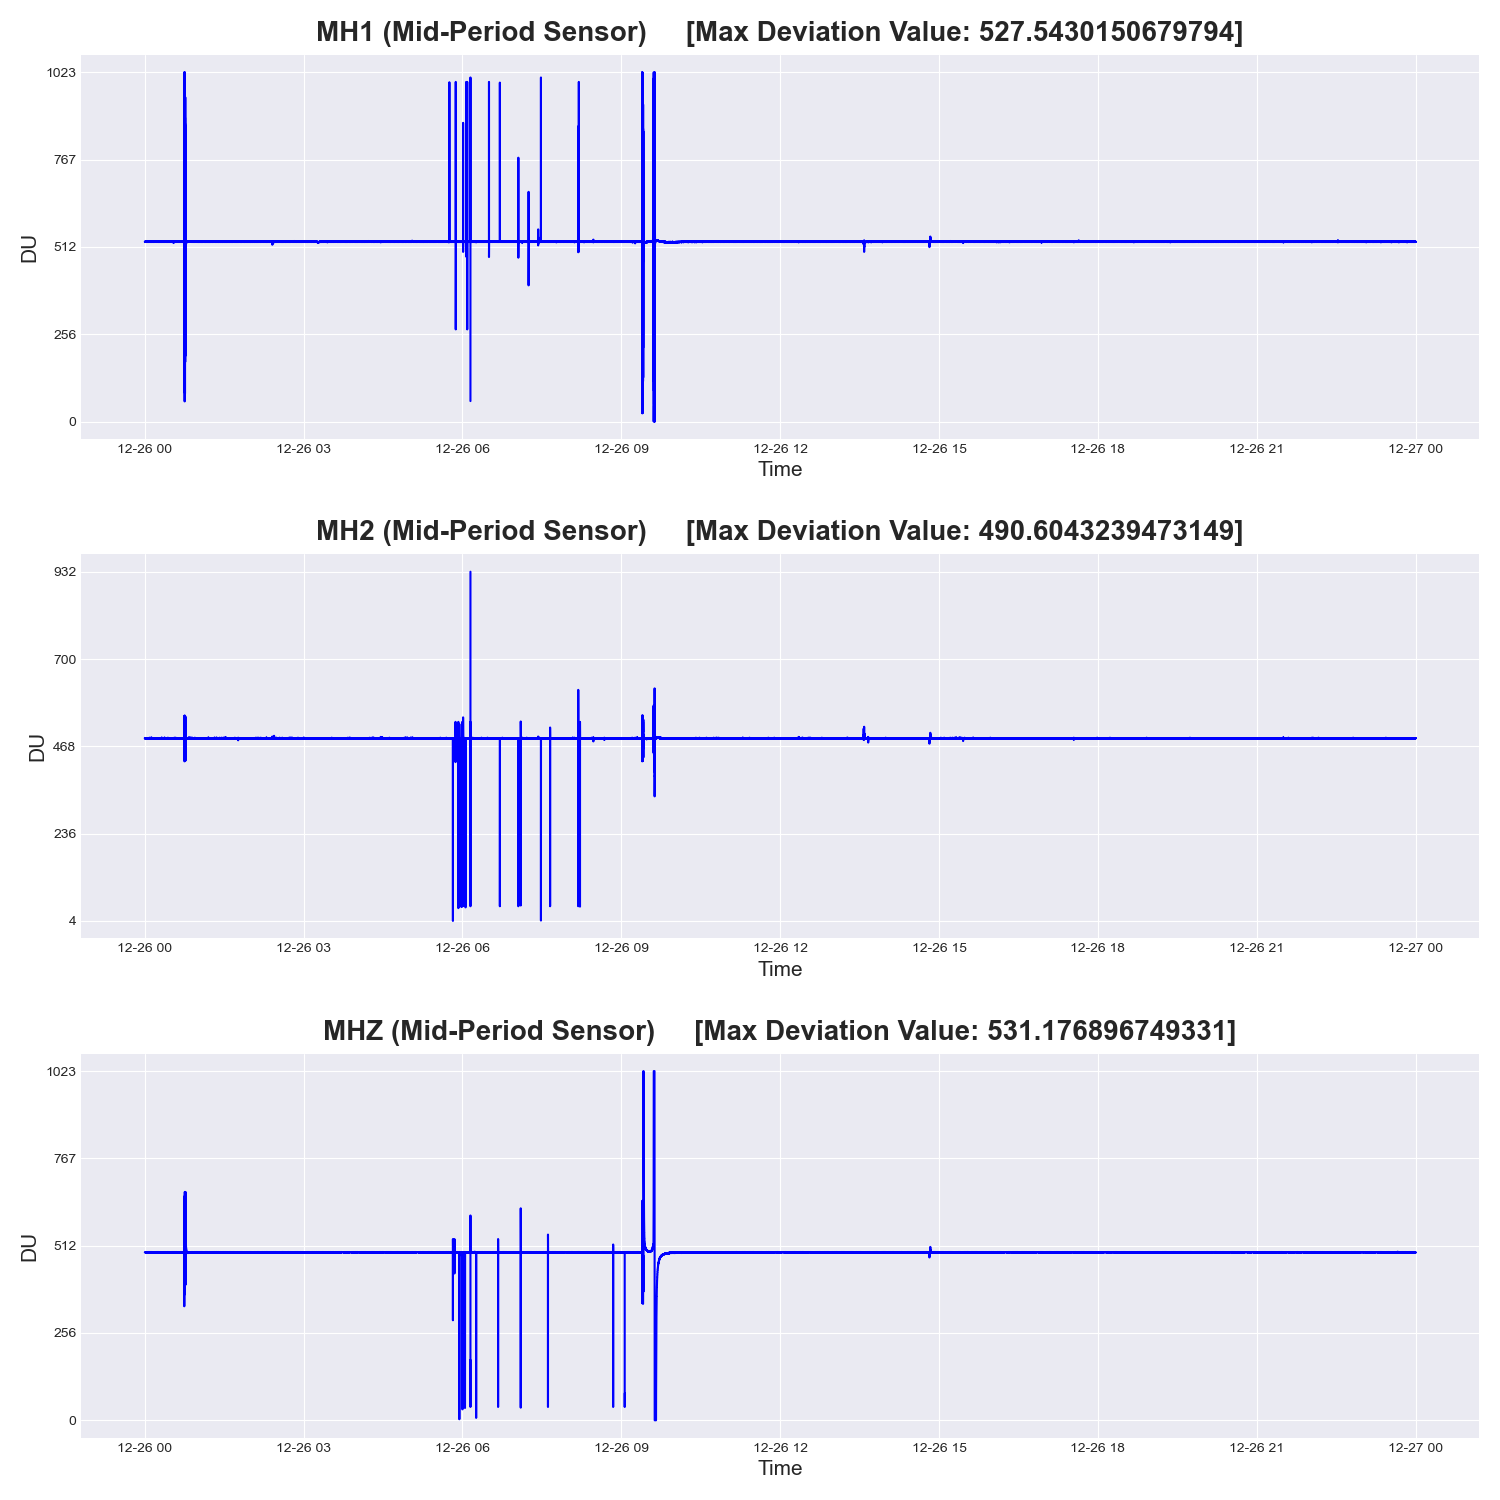 MH1 (Mid-Period Sensor) [Max Deviation Value: 527.5430150679794]
1023
767
512
256
0
DU
12-26 00 12-26 03 12-26 06 12-26 09 12-26 12 12-26 15 12-26 18 12-26 21 12-27 00
Time
MH2 (Mid-Period Sensor) [Max Deviation Value: 490.6043239473149]
932
700
468
236
4
DU
12-26 00 12-26 03 12-26 06 12-26 09 12-26 12 12-26 15 12-26 18 12-26 21 12-27 00
Time
MHZ (Mid-Period Sensor) [Max Deviation Value: 531.176896749331]
1023
767
512
256
0
DU
12-26 00 12-26 03 12-26 06 12-26 09 12-26 12 12-26 15 12-26 18 12-26 21 12-27 00
Time